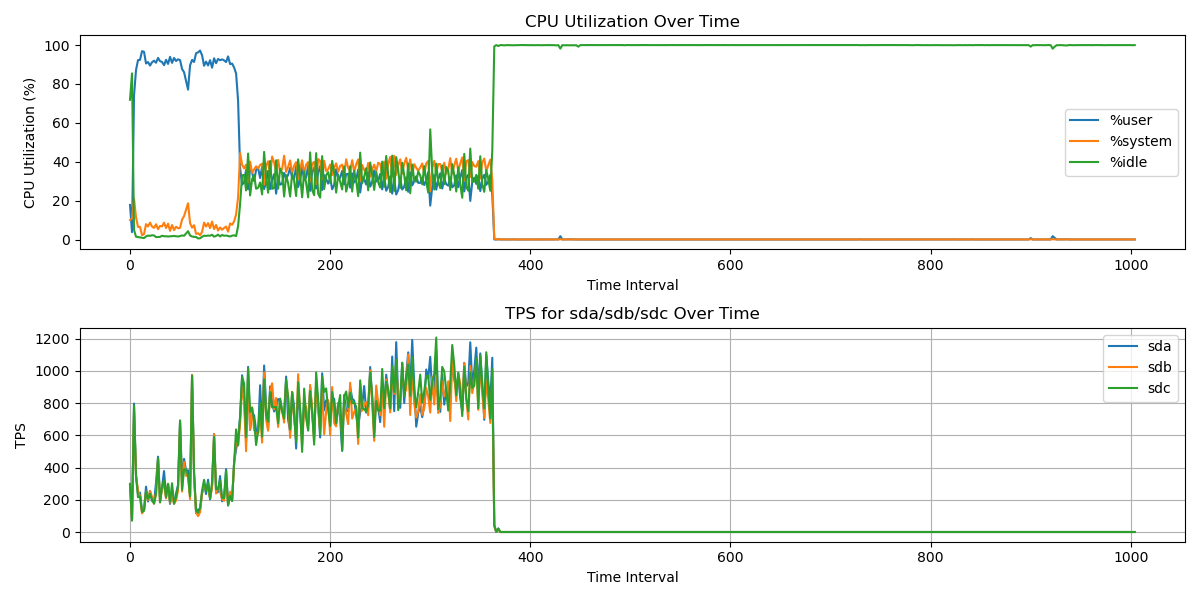 CPU Utilization Over Time
CPU Utilization (%)
100
80
60
40
20
0
%user
%system
%idle
0 200 400 600 800 1000
Time Interval
TPS for sda/sdb/sdc Over Time
TPS
1200
1000
800
600
400
200
0
sda
sdb
sdc
0 200 400 600 800 1000
Time Interval